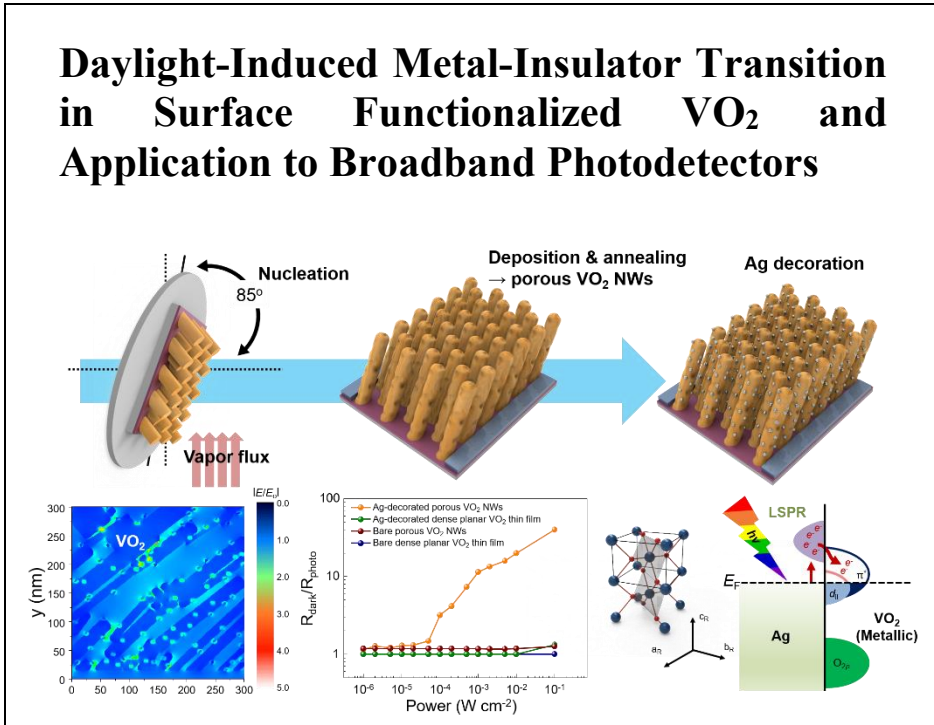 Daylight-Induced Metal-Insulator Transition
in Surface Functionalized VO₂ and
Application to Broadband Photodetectors
Nucleation
85°
Vapor flux
Deposition & annealing
→ porous VO₂ NWs
Ag decoration
|E/E₀|
0.0
1.0
2.0
3.0
4.0
5.0
VO₂
y (nm)
300
250
200
150
100
50
0
0 50 100 150 200 250 300
R_dark/R_photo
100
10
1
Ag-decorated porous VO₂ NWs
Ag-decorated dense planar VO₂ thin film
Bare porous VO₂ NWs
Bare dense planar VO₂ thin film
10⁻⁶ 10⁻⁵ 10⁻⁴ 10⁻³ 10⁻² 10⁻¹
Power (W cm⁻²)
c_R
a_R
b_R
LSPR
hν
e⁻ e⁻
e⁻ e⁻
e⁻
e⁻
e⁻
E_F
π*
d_||
Ag
VO₂
(Metallic)
O₂ₚ